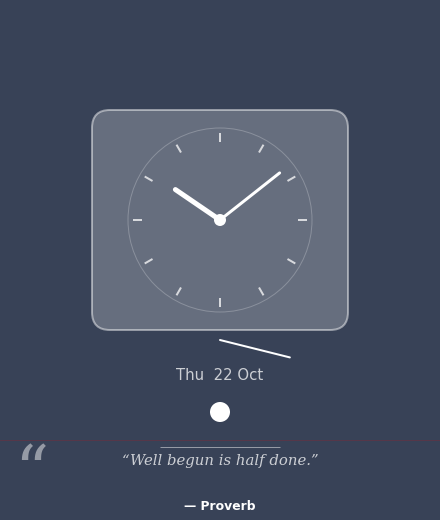 Thu  22 Oct
“Well begun is half done.”
— Proverb